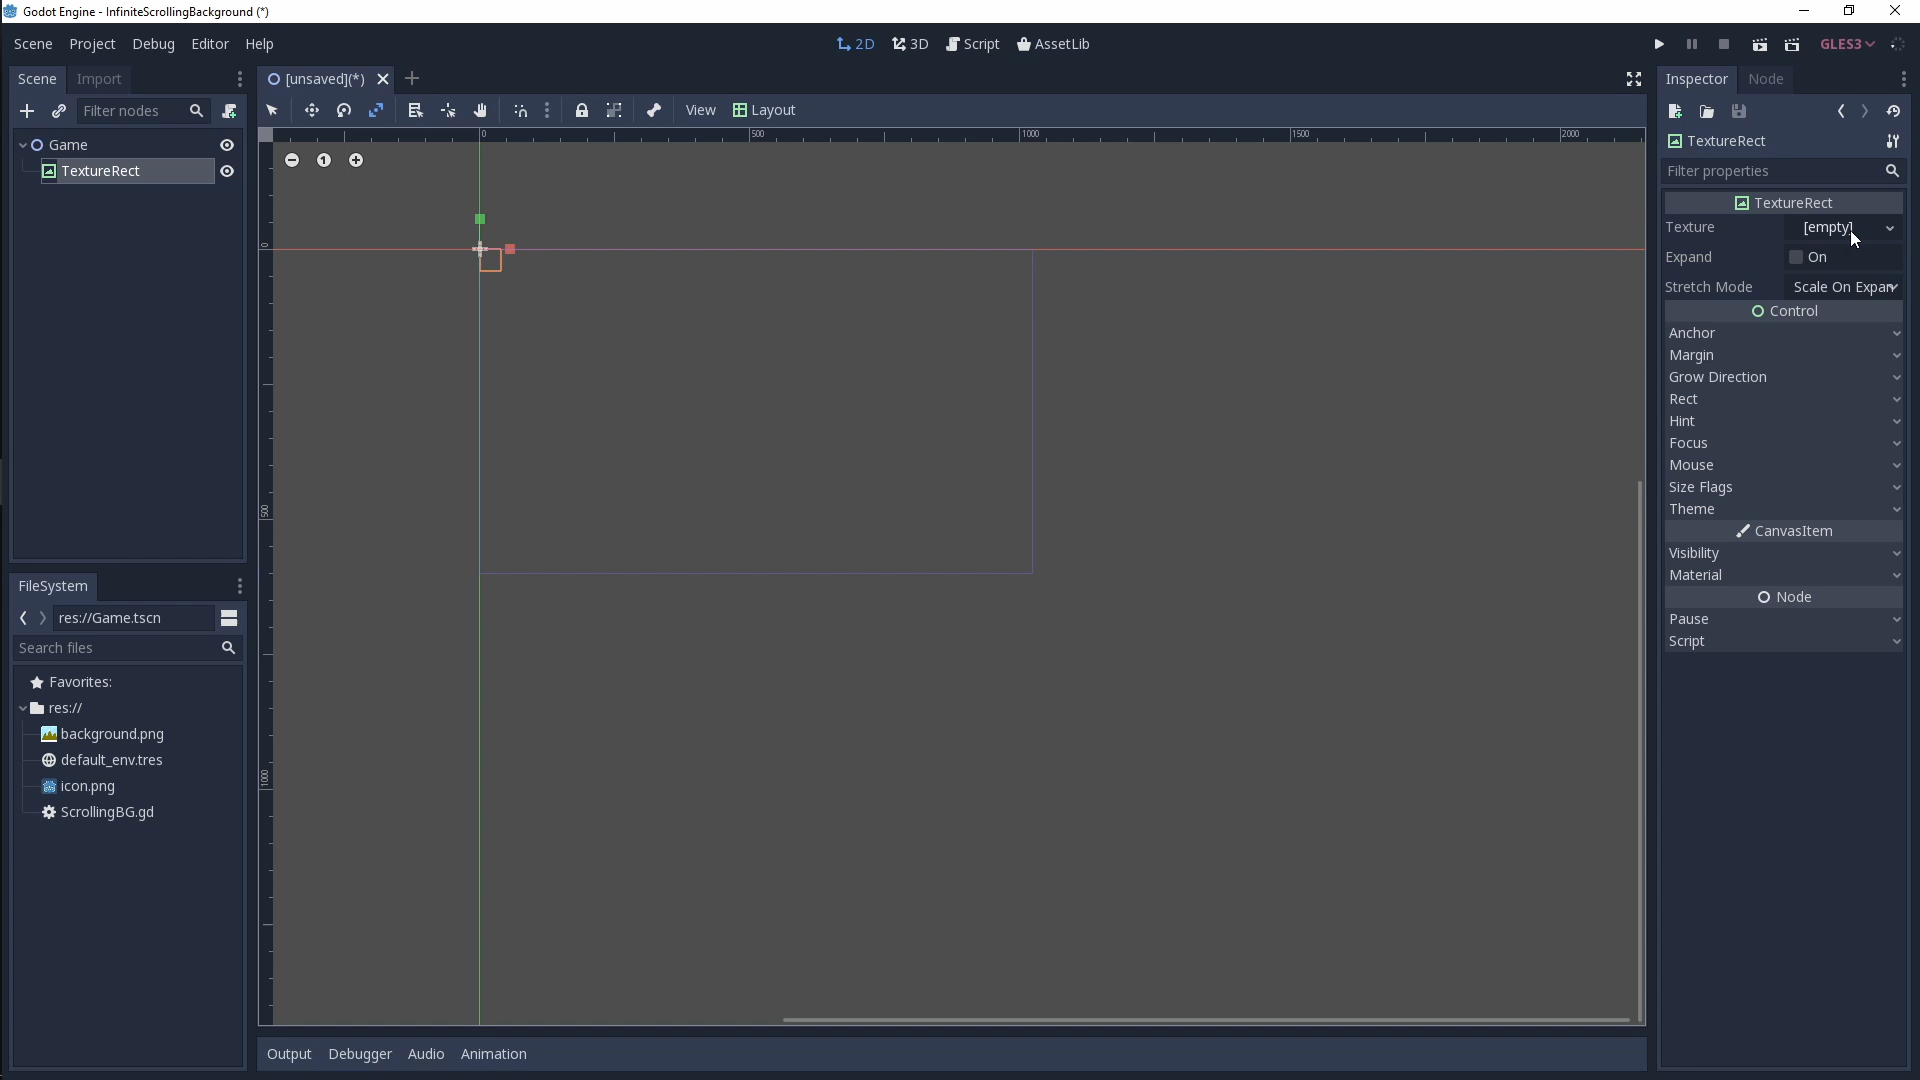 Godot Engine - InfiniteScrollingBackground (*)
Scene Project Debug Editor Help
2D 3D Script AssetLib
GLES3
Scene Import
[unsaved](*)
Inspector Node
Filter nodes
View Layout
TextureRect
Game
TextureRect
Filter properties
0 500 1000 1500 2000
1
0
500
1000
TextureRect
Texture [empty]
Expand On
Stretch Mode Scale On Expan
Control
Anchor
Margin
Grow Direction
Rect
Hint
Focus
Mouse
Size Flags
Theme
CanvasItem
Visibility
Material
Node
Pause
Script
FileSystem
res://Game.tscn
Search files
Favorites:
res://
background.png
default_env.tres
icon.png
ScrollingBG.gd
Output Debugger Audio Animation